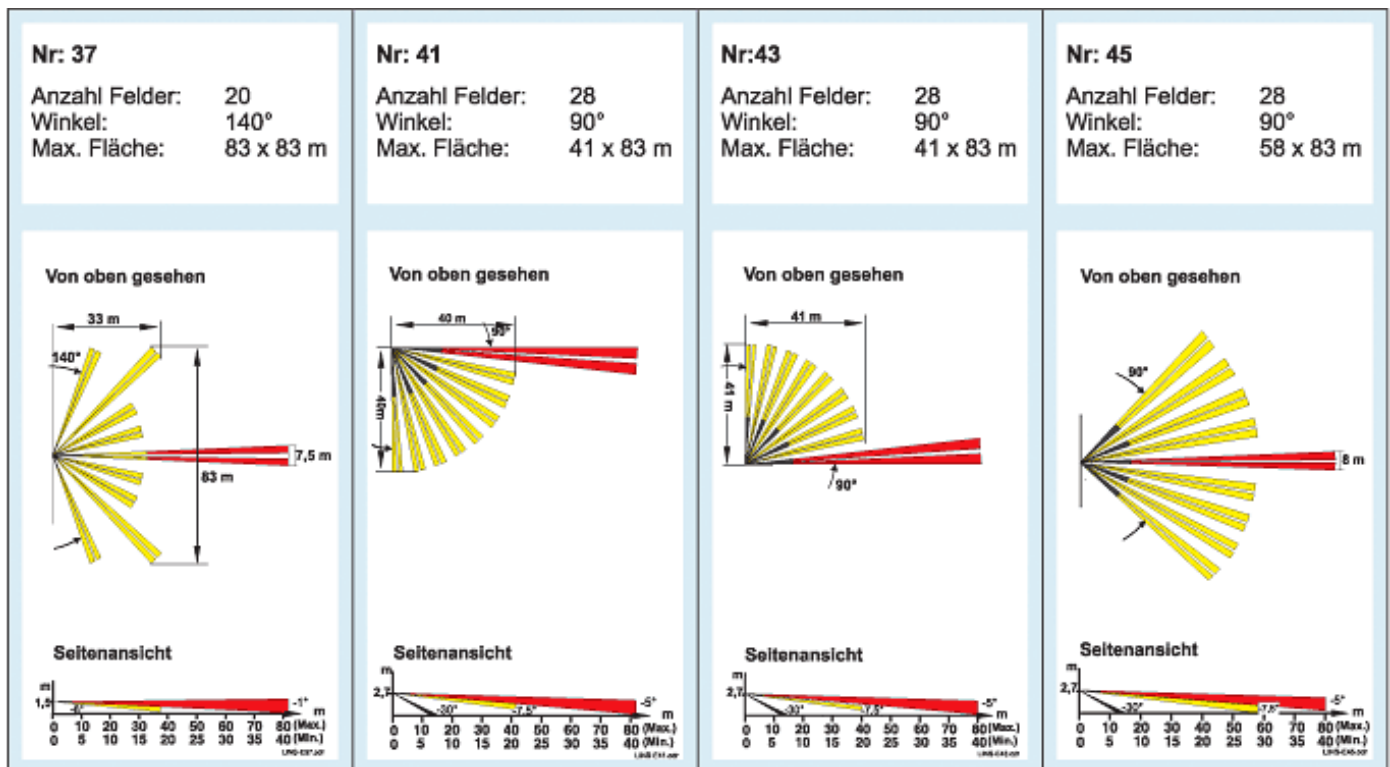 Nr: 37
Anzahl Felder: 20
Winkel: 140°
Max. Fläche: 83 x 83 m
Von oben gesehen
33 m
140°
7,5 m
83 m
Seitenansicht
m
1,5
-6°
-1°
m
0 10 20 30 40 50 60 70 80 (Max.)
0 5 10 15 20 25 30 35 40 (Min.)
Nr: 41
Anzahl Felder: 28
Winkel: 90°
Max. Fläche: 41 x 83 m
Von oben gesehen
40 m
90°
40m
Seitenansicht
m
2,7
-30°
-7,5°
-5°
m
0 10 20 30 40 50 60 70 80 (Max.)
0 5 10 15 20 25 30 35 40 (Min.)
Nr:43
Anzahl Felder: 28
Winkel: 90°
Max. Fläche: 41 x 83 m
Von oben gesehen
41 m
41 m
90°
Seitenansicht
m
2,7
-30°
-7,5°
-5°
m
0 10 20 30 40 50 60 70 80 (Max.)
0 5 10 15 20 25 30 35 40 (Min.)
Nr: 45
Anzahl Felder: 28
Winkel: 90°
Max. Fläche: 58 x 83 m
Von oben gesehen
90°
8 m
Seitenansicht
m
2,7
-30°
-7,5°
-5°
m
0 10 20 30 40 50 60 70 80 (Max.)
0 5 10 15 20 25 30 35 40 (Min.)